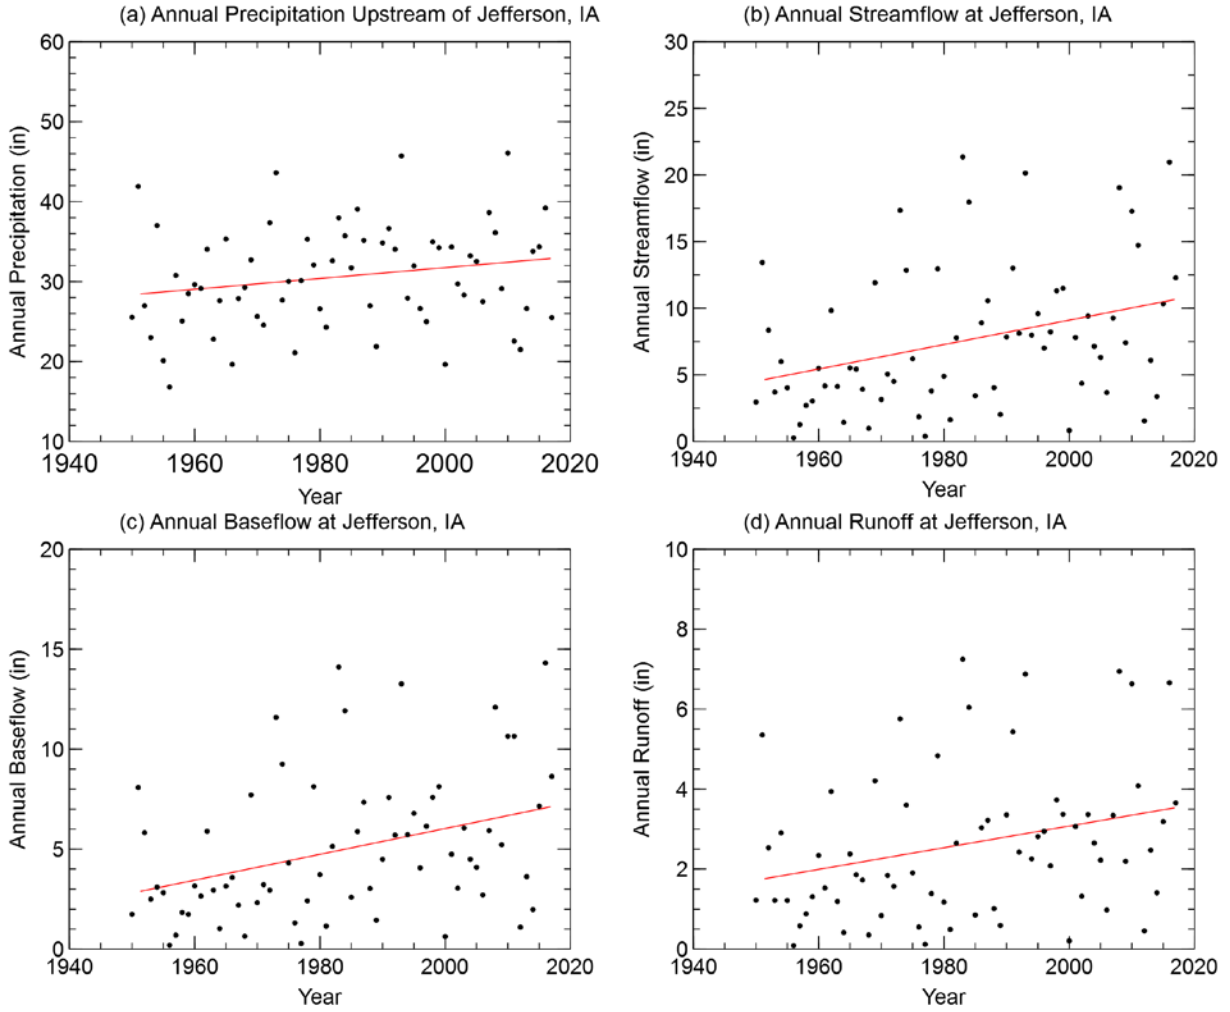 (a) Annual Precipitation Upstream of Jefferson, IA
60
50
40
30
20
10
1940 1960 1980 2000 2020
Annual Precipitation (in)
Year
(b) Annual Streamflow at Jefferson, IA
30
25
20
15
10
5
0
1940 1960 1980 2000 2020
Annual Streamflow (in)
Year
(c) Annual Baseflow at Jefferson, IA
20
15
10
5
0
1940 1960 1980 2000 2020
Annual Baseflow (in)
Year
(d) Annual Runoff at Jefferson, IA
10
8
6
4
2
0
1940 1960 1980 2000 2020
Annual Runoff (in)
Year